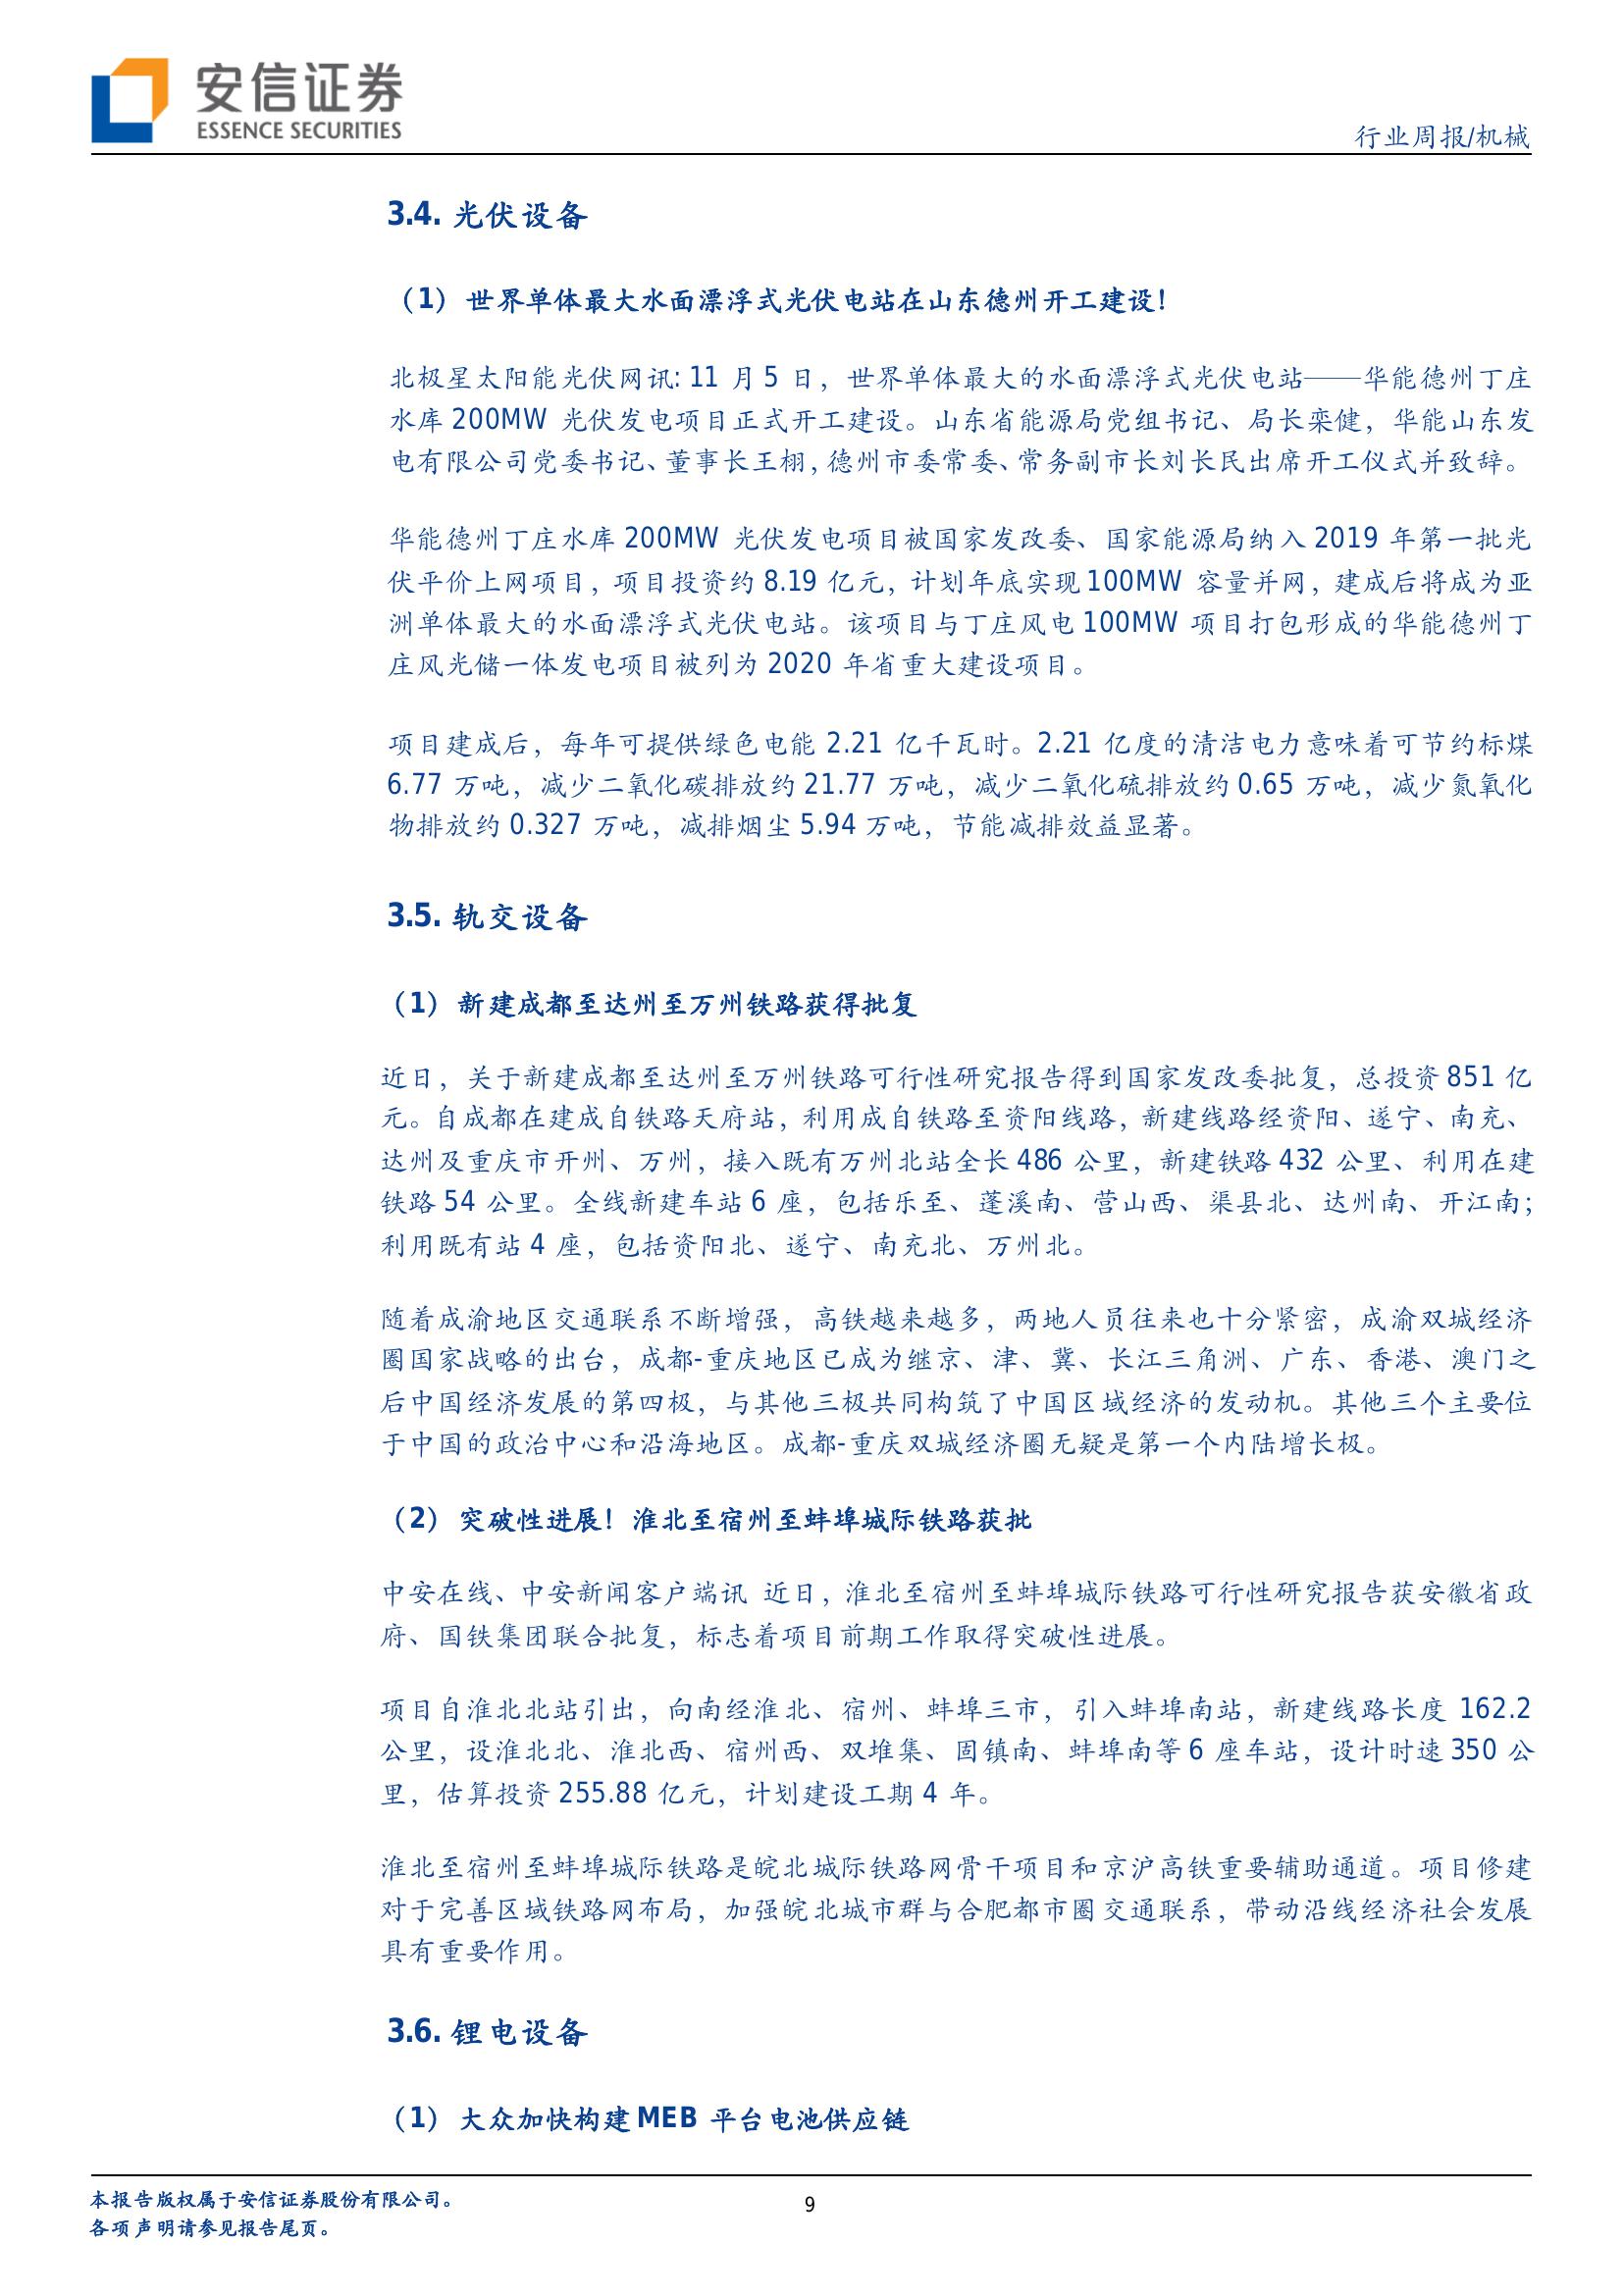 安信证券
ESSENCE SECURITIES
行业周报/机械
3.4. 光伏设备
（1）世界单体最大水面漂浮式光伏电站在山东德州开工建设！
北极星太阳能光伏网讯: 11 月 5 日，世界单体最大的水面漂浮式光伏电站——华能德州丁庄
水库 200MW 光伏发电项目正式开工建设。山东省能源局党组书记、局长栾健，华能山东发
电有限公司党委书记、董事长王栩，德州市委常委、常务副市长刘长民出席开工仪式并致辞。
华能德州丁庄水库 200MW 光伏发电项目被国家发改委、国家能源局纳入 2019 年第一批光
伏平价上网项目，项目投资约 8.19 亿元，计划年底实现 100MW 容量并网，建成后将成为亚
洲单体最大的水面漂浮式光伏电站。该项目与丁庄风电 100MW 项目打包形成的华能德州丁
庄风光储一体发电项目被列为 2020 年省重大建设项目。
项目建成后，每年可提供绿色电能 2.21 亿千瓦时。2.21 亿度的清洁电力意味着可节约标煤
6.77 万吨，减少二氧化碳排放约 21.77 万吨，减少二氧化硫排放约 0.65 万吨，减少氮氧化
物排放约 0.327 万吨，减排烟尘 5.94 万吨，节能减排效益显著。
3.5. 轨交设备
（1）新建成都至达州至万州铁路获得批复
近日，关于新建成都至达州至万州铁路可行性研究报告得到国家发改委批复，总投资 851 亿
元。自成都在建成自铁路天府站，利用成自铁路至资阳线路，新建线路经资阳、遂宁、南充、
达州及重庆市开州、万州，接入既有万州北站全长 486 公里，新建铁路 432 公里、利用在建
铁路 54 公里。全线新建车站 6 座，包括乐至、蓬溪南、营山西、渠县北、达州南、开江南；
利用既有站 4 座，包括资阳北、遂宁、南充北、万州北。
随着成渝地区交通联系不断增强，高铁越来越多，两地人员往来也十分紧密，成渝双城经济
圈国家战略的出台，成都-重庆地区已成为继京、津、冀、长江三角洲、广东、香港、澳门之
后中国经济发展的第四极，与其他三极共同构筑了中国区域经济的发动机。其他三个主要位
于中国的政治中心和沿海地区。成都-重庆双城经济圈无疑是第一个内陆增长极。
（2）突破性进展！淮北至宿州至蚌埠城际铁路获批
中安在线、中安新闻客户端讯 近日，淮北至宿州至蚌埠城际铁路可行性研究报告获安徽省政
府、国铁集团联合批复，标志着项目前期工作取得突破性进展。
项目自淮北北站引出，向南经淮北、宿州、蚌埠三市，引入蚌埠南站，新建线路长度 162.2
公里，设淮北北、淮北西、宿州西、双堆集、固镇南、蚌埠南等 6 座车站，设计时速 350 公
里，估算投资 255.88 亿元，计划建设工期 4 年。
淮北至宿州至蚌埠城际铁路是皖北城际铁路网骨干项目和京沪高铁重要辅助通道。项目修建
对于完善区域铁路网布局，加强皖北城市群与合肥都市圈交通联系，带动沿线经济社会发展
具有重要作用。
3.6. 锂电设备
（1）大众加快构建 MEB 平台电池供应链
本报告版权属于安信证券股份有限公司。
9
各项声明请参见报告尾页。